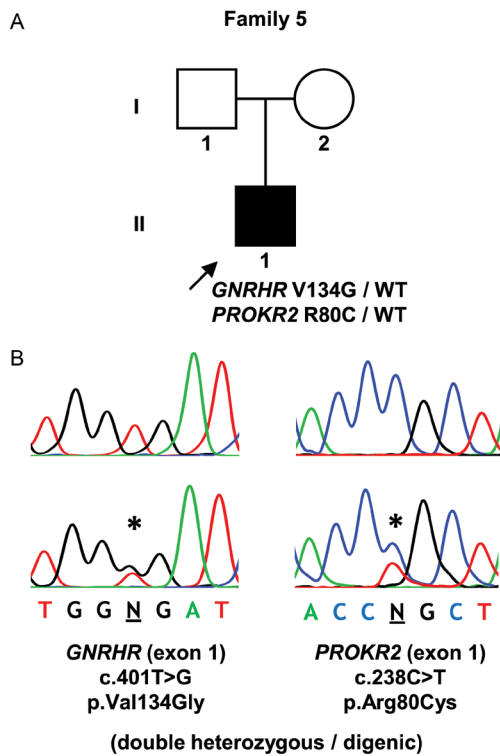 A
Family 5
I
1
2
II
1
GNRHR V134G / WT
PROKR2 R80C / WT
B
*
*
T G G N G A T
A C C N G C T
GNRHR (exon 1)
c.401T>G
p.Val134Gly
PROKR2 (exon 1)
c.238C>T
p.Arg80Cys
(double heterozygous / digenic)